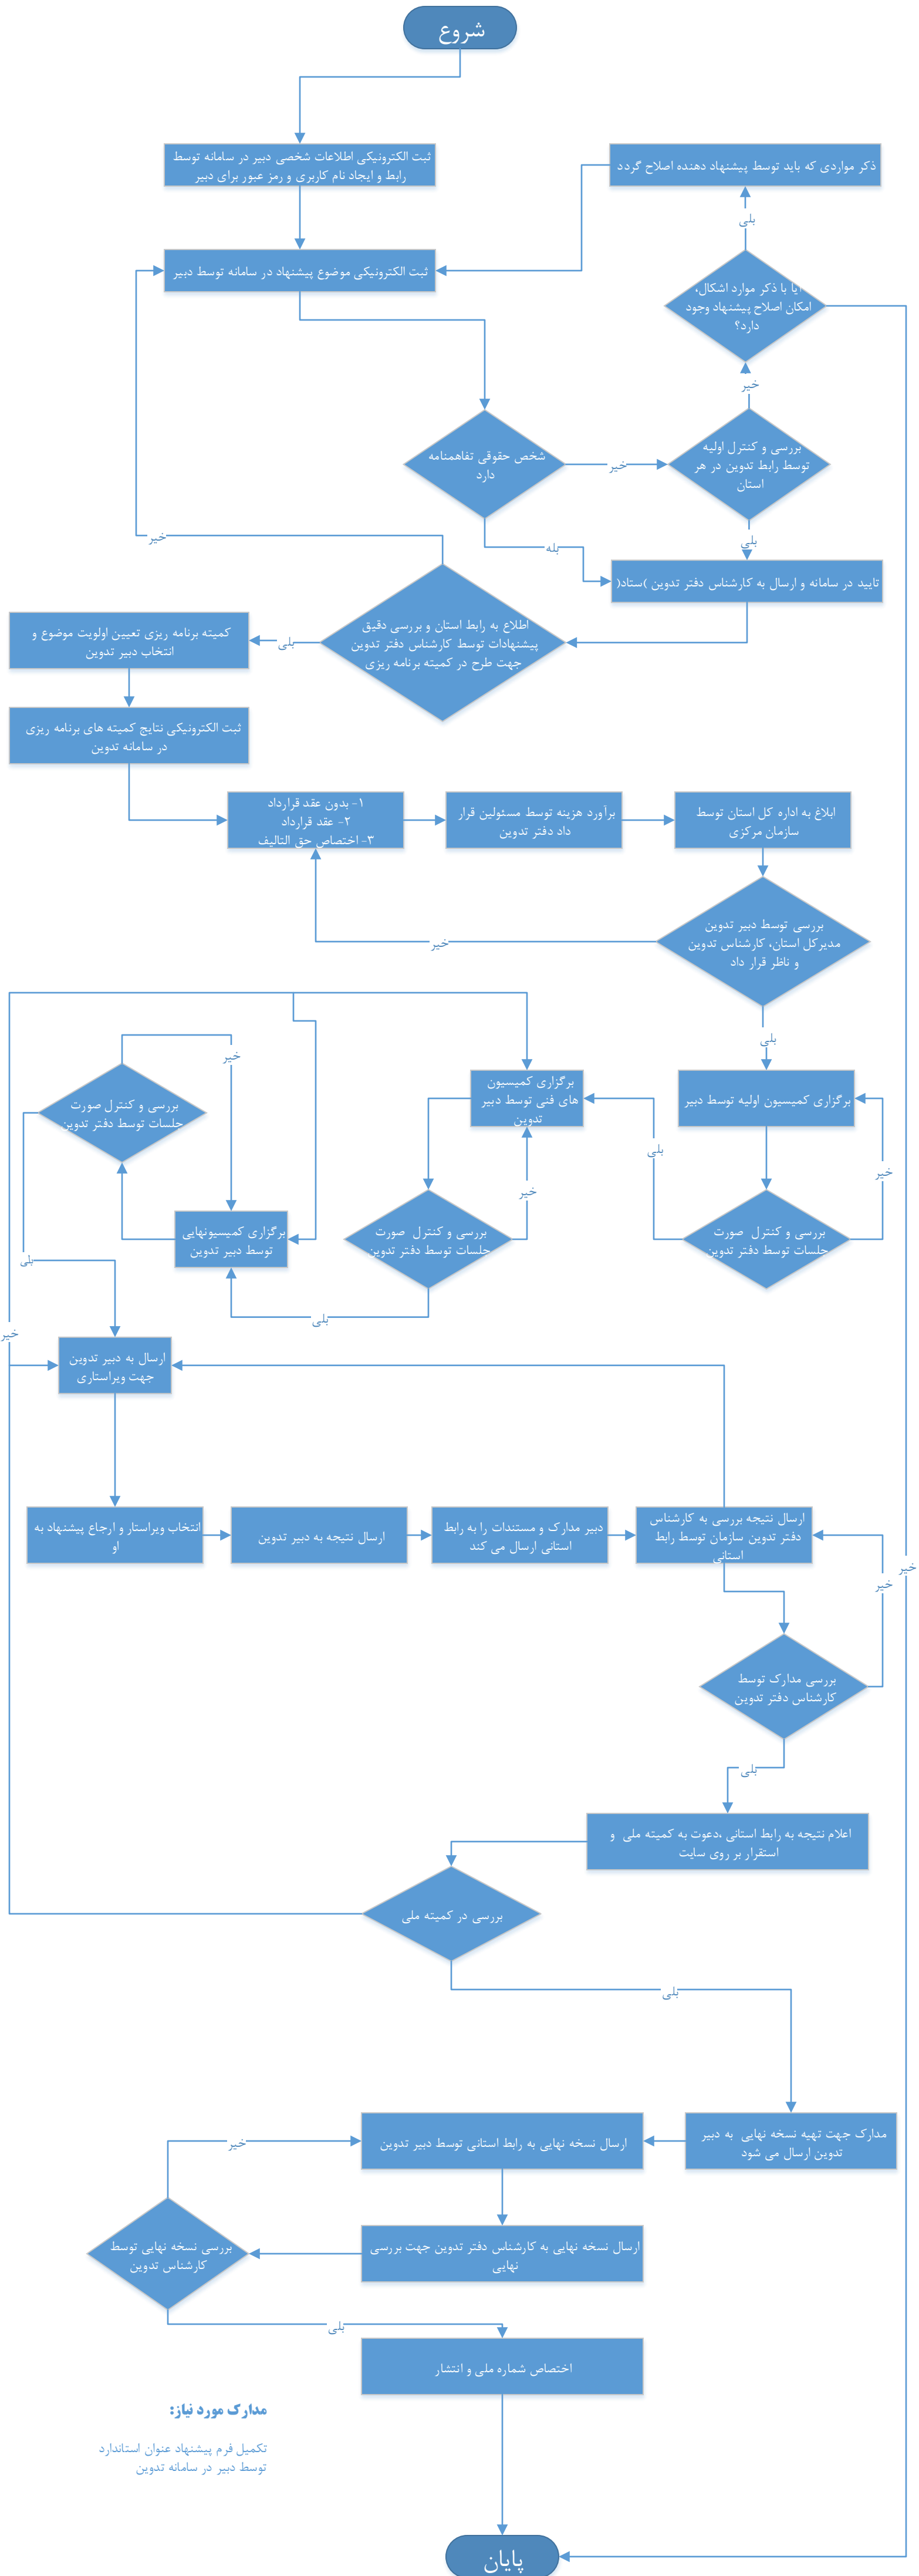 شروع
ثبت الکترونیکی اطلاعات شخصی دبیر در سامانه توسط
رابط و ایجاد نام کاربری و رمز عبور برای دبیر
ذکر مواردی که باید توسط پیشنهاد دهنده اصلاح گردد
بلی
ثبت الکترونیکی موضوع پیشنهاد در سامانه توسط دبیر
آیا با ذکر موارد اشکال،
امکان اصلاح پیشنهاد وجود
دارد؟
خیر
شخص حقوقی تفاهمنامه
دارد
خیر
بررسی و کنترل اولیه
توسط رابط تدوین در هر
استان
خیر
بله
بلی
تایید در سامانه و ارسال به کارشناس دفتر تدوین )ستاد(
اطلاع به رابط استان و بررسی دقیق
پیشنهادات توسط کارشناس دفتر تدوین
جهت طرح در کمیته برنامه ریزی
بلی
کمیته برنامه ریزی تعیین اولویت موضوع و
انتخاب دبیر تدوین
ثبت الکترونیکی نتایج کمیته های برنامه ریزی
در سامانه تدوین
۱- بدون عقد قرارداد
۲- عقد قرارداد
۳- اختصاص حق التالیف
برآورد هزینه توسط مسئولین قرار
داد دفتر تدوین
ابلاغ به اداره کل استان توسط
سازمان مرکزی
بررسی توسط دبیر تدوین
مدیرکل استان، کارشناس تدوین
و ناظر قرار داد
خیر
بلی
برگزاری کمیسیون اولیه توسط دبیر
خیر
بررسی و کنترل صورت
جلسات توسط دفتر تدوین
بلی
برگزاری کمیسیون
های فنی توسط دبیر
تدوین
خیر
بررسی و کنترل صورت
جلسات توسط دفتر تدوین
بلی
برگزاری کمیسیونهایی
توسط دبیر تدوین
خیر
بررسی و کنترل صورت
جلسات توسط دفتر تدوین
بلی
خیر
ارسال به دبیر تدوین
جهت ویراستاری
انتخاب ویراستار و ارجاع پیشنهاد به
او
ارسال نتیجه به دبیر تدوین
دبیر مدارک و مستندات را به رابط
استانی ارسال می کند
ارسال نتیجه بررسی به کارشناس
دفتر تدوین سازمان توسط رابط
استانی
خیر
خیر
بررسی مدارک توسط
کارشناس دفتر تدوین
بلی
اعلام نتیجه به رابط استانی ،دعوت به کمیته ملی و
استقرار بر روی سایت
بررسی در کمیته ملی
بلی
مدارک جهت تهیه نسخه نهایی به دبیر
تدوین ارسال می شود
ارسال نسخه نهایی به رابط استانی توسط دبیر تدوین
خیر
ارسال نسخه نهایی به کارشناس دفتر تدوین جهت بررسی
نهایی
بررسی نسخه نهایی توسط
کارشناس تدوین
بلی
اختصاص شماره ملی و انتشار
مدارک مورد نیاز:
تکمیل فرم پیشنهاد عنوان استاندارد
توسط دبیر در سامانه تدوین
پایان